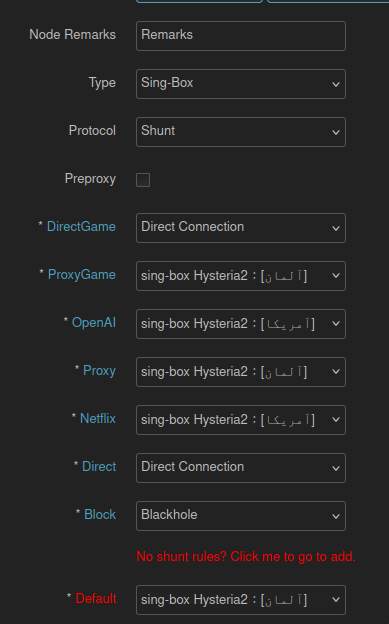 Node Remarks Remarks
Type Sing-Box
Protocol Shunt
Preproxy
* DirectGame Direct Connection
* ProxyGame sing-box Hysteria2 : [آلمان]
* OpenAI sing-box Hysteria2 : [آمریکا]
* Proxy sing-box Hysteria2 : [آلمان]
* Netflix sing-box Hysteria2 : [آمریکا]
* Direct Direct Connection
* Block Blackhole
No shunt rules? Click me to go to add.
* Default sing-box Hysteria2 : [آلمان]